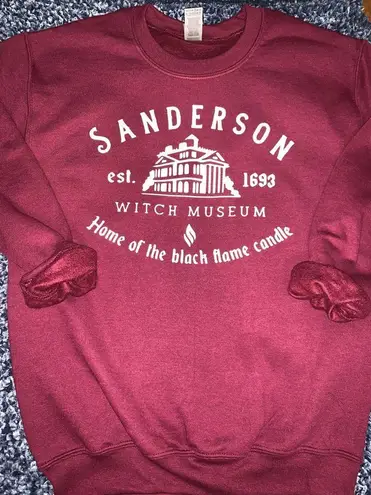 SANDERSON
est. 1693
WITCH MUSEUM
Home of the black flame candle